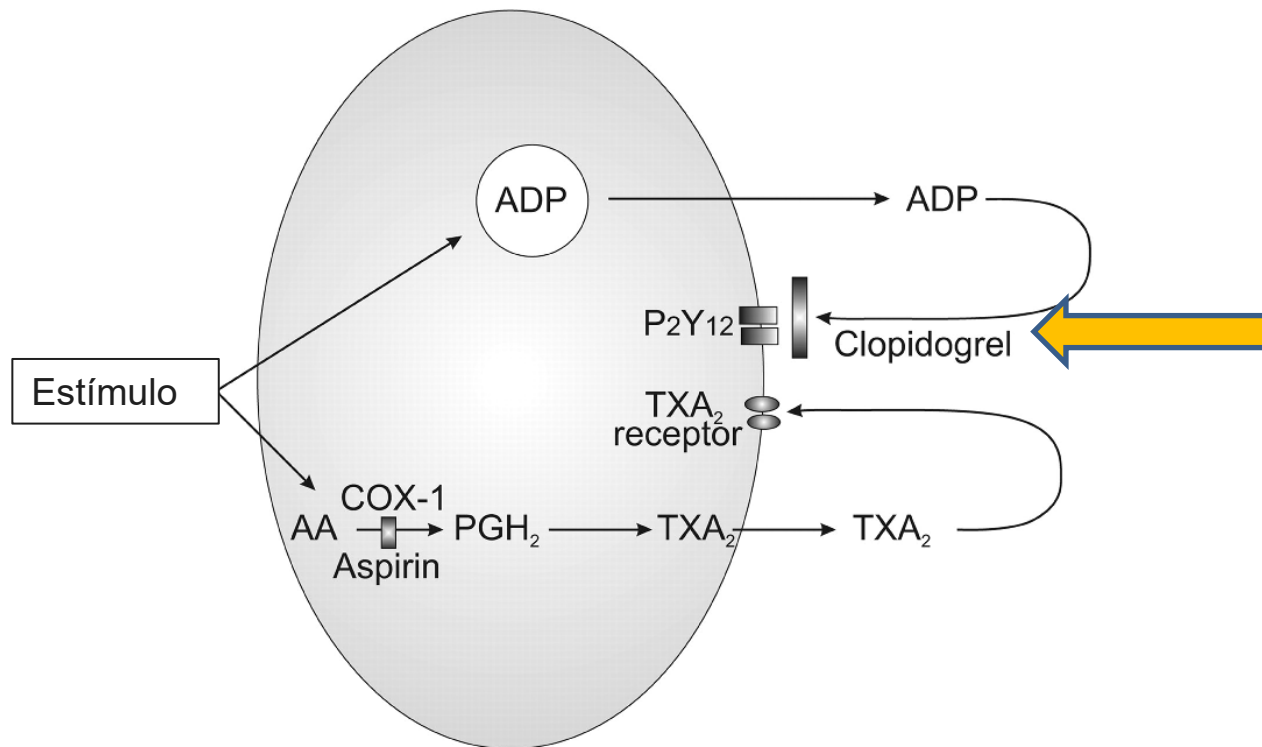 ADP
ADP
P₂Y₁₂
Clopidogrel
Estímulo
TXA₂
receptor
COX-1
AA
PGH₂
TXA₂
TXA₂
Aspirin